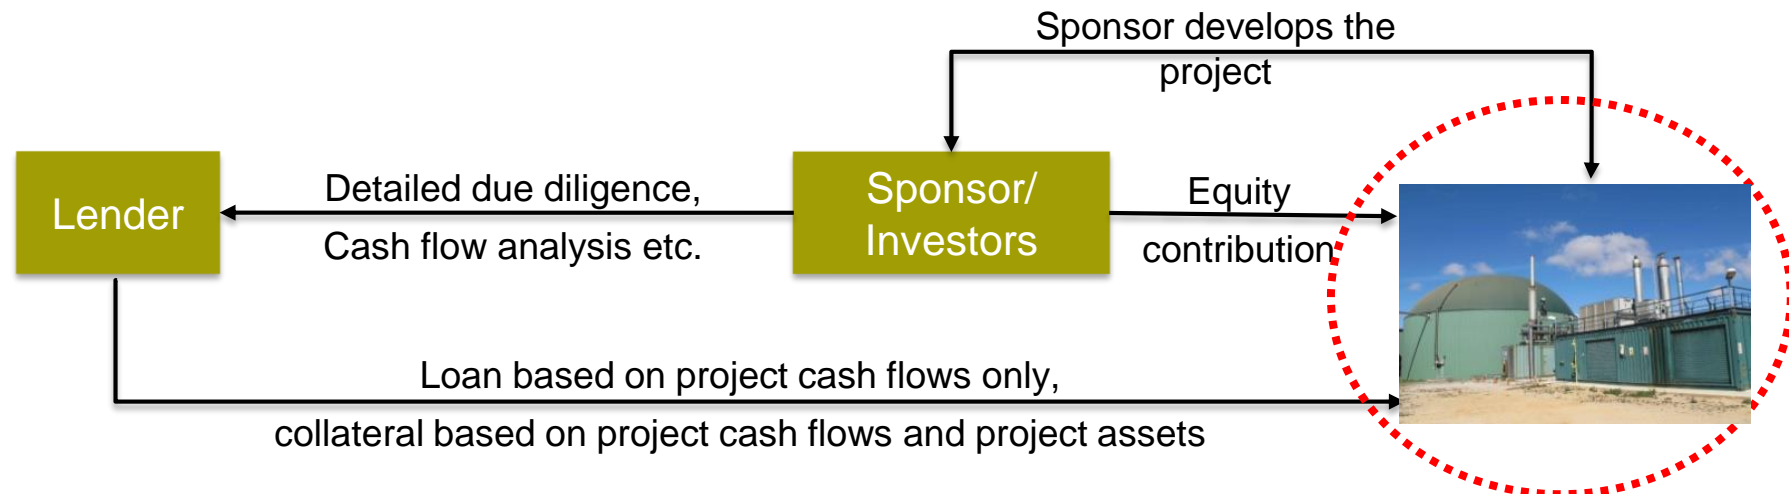 Sponsor develops the
project
Lender
Detailed due diligence,
Cash flow analysis etc.
Sponsor/
Investors
Equity
contribution
Loan based on project cash flows only,
collateral based on project cash flows and project assets